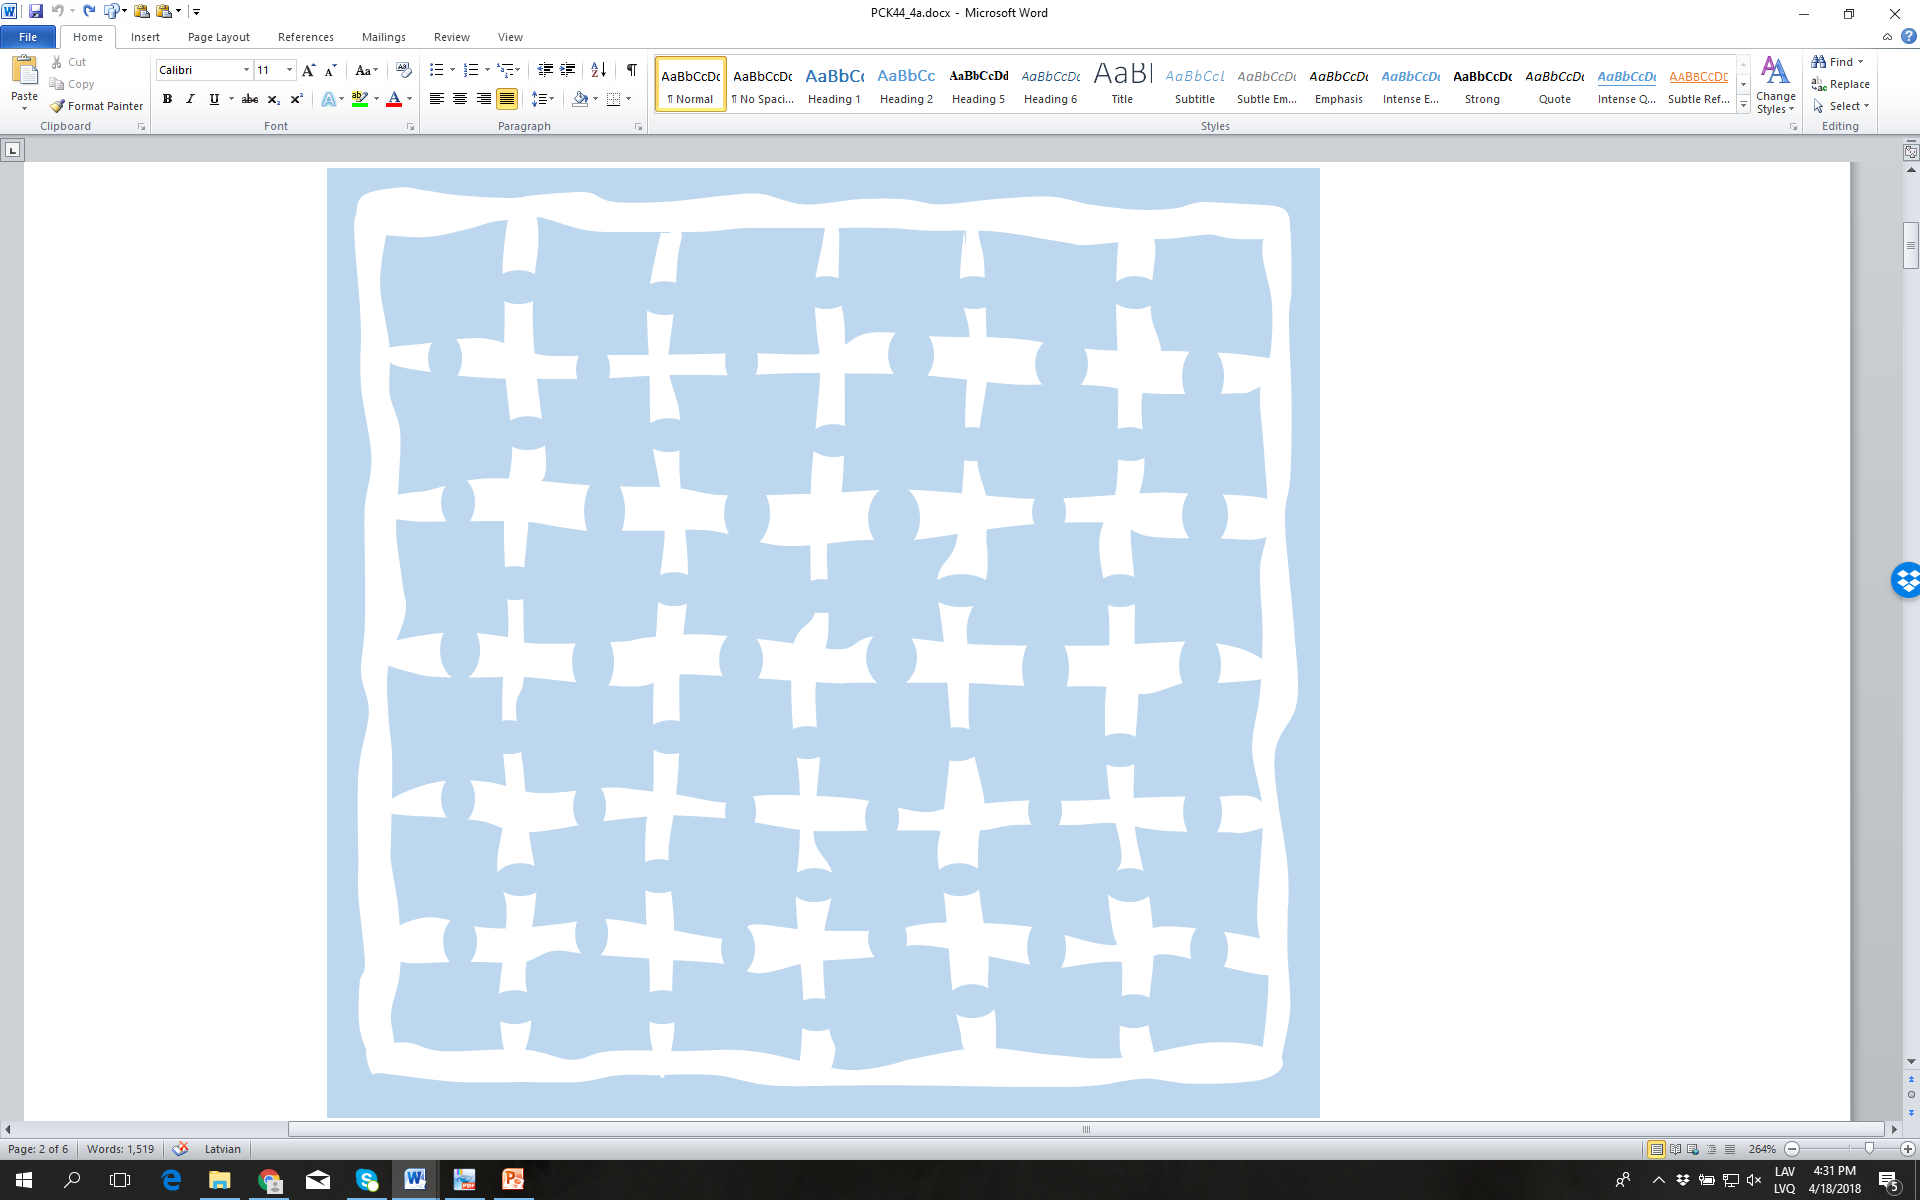 PCK44_4a.docx - Microsoft Word
File Home Insert Page Layout References Mailings Review View
Paste
Cut
Copy
Format Painter
Clipboard
Calibri 11
Font
Paragraph
AaBbCcDc AaBbCcDc AaBbCc AaBbCc AaBbCcDd AaBbCcDc AaBl AaBbCcl AaBbCcDc AaBbCcDc AaBbCcDc AaBbCcDc AaBbCcDc AaBbCcDc AABBCCDD
¶ Normal ¶ No Spaci... Heading 1 Heading 2 Heading 5 Heading 6 Title Subtitle Subtle Em... Emphasis Intense E... Strong Quote Intense Q... Subtle Ref...
Styles
Change Styles
Find
Replace
Select
Editing
Page: 2 of 6 Words: 1,519 Latvian 264%
LAV 4:31 PM
LVQ 4/18/2018 5